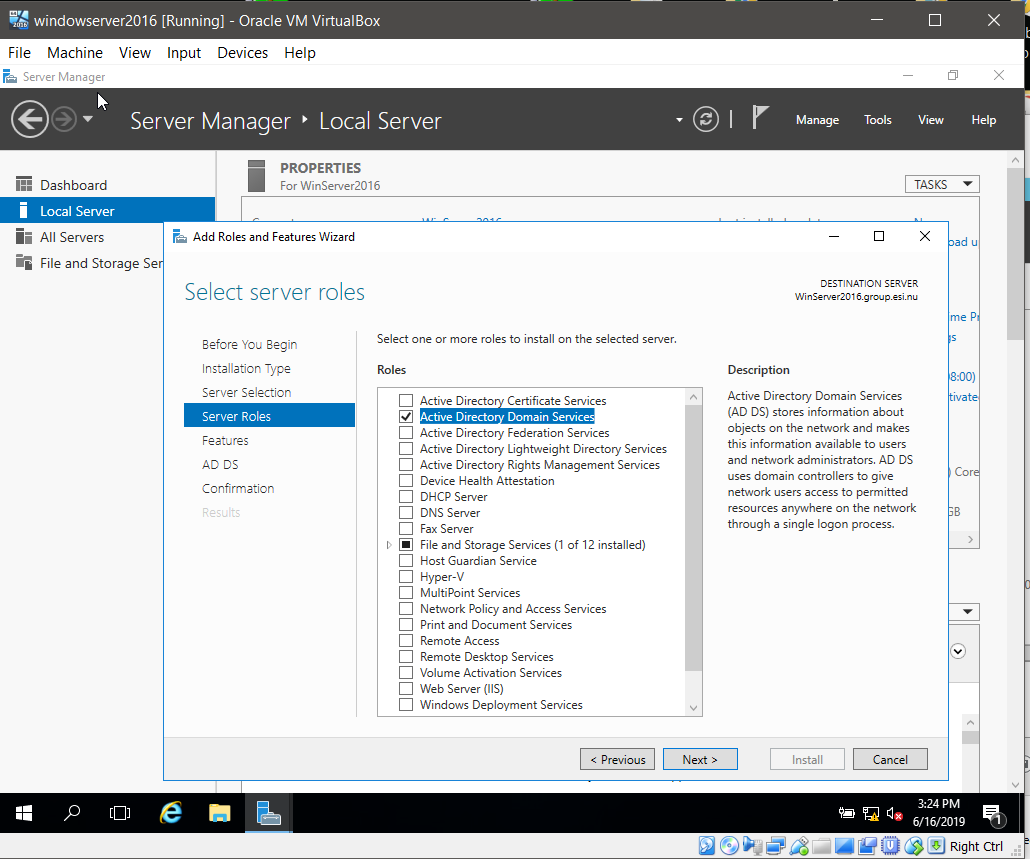 windowserver2016 [Running] - Oracle VM VirtualBox
File Machine View Input Devices Help
Server Manager
Server Manager Local Server
Manage Tools View Help
Dashboard
Local Server
All Servers
File and Storage Ser
PROPERTIES
For WinServer2016
TASKS
Add Roles and Features Wizard
Select server roles
DESTINATION SERVER
WinServer2016.group.esi.nu
Before You Begin
Installation Type
Server Selection
Server Roles
Features
AD DS
Confirmation
Results
Select one or more roles to install on the selected server.
Roles
Active Directory Certificate Services
Active Directory Domain Services
Active Directory Federation Services
Active Directory Lightweight Directory Services
Active Directory Rights Management Services
Device Health Attestation
DHCP Server
DNS Server
Fax Server
File and Storage Services (1 of 12 installed)
Host Guardian Service
Hyper-V
MultiPoint Services
Network Policy and Access Services
Print and Document Services
Remote Access
Remote Desktop Services
Volume Activation Services
Web Server (IIS)
Windows Deployment Services
Description
Active Directory Domain Services
(AD DS) stores information about
objects on the network and makes
this information available to users
and network administrators. AD DS
uses domain controllers to give
network users access to permitted
resources anywhere on the network
through a single logon process.
oad u
me Pr
gs
08:00)
tivate
) Core
GB
< Previous
Next >
Install
Cancel
3:24 PM
6/16/2019
1
Right Ctrl